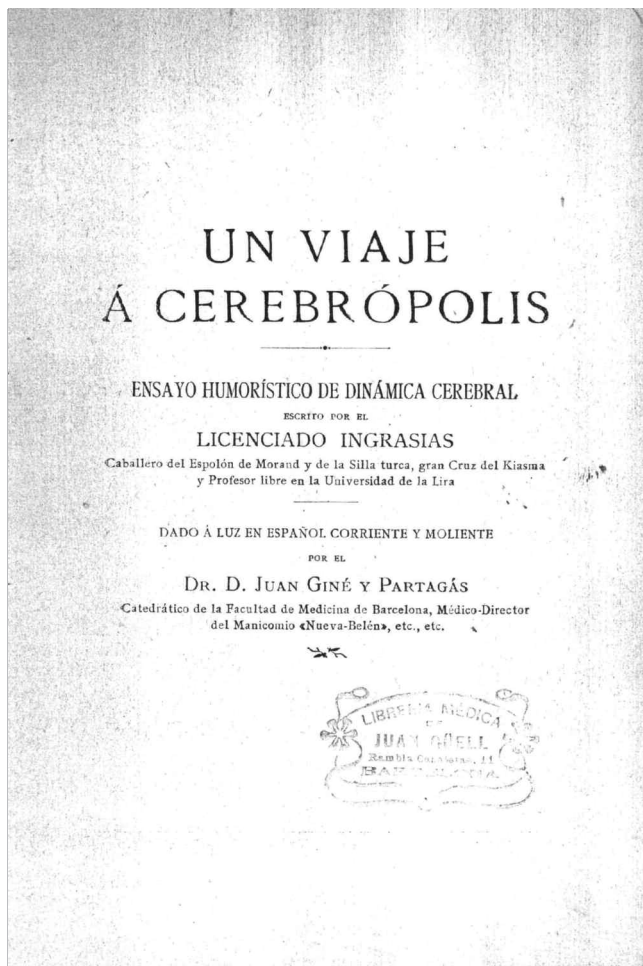 UN VIAJE
Á CEREBRÓPOLIS
ENSAYO HUMORÍSTICO DE DINÁMICA CEREBRAL
ESCRITO POR EL
LICENCIADO INGRASIAS
Caballero del Espolón de Morand y de la Silla turca, gran Cruz del Kiasma
y Profesor libre en la Universidad de la Lira
DADO Á LUZ EN ESPAÑOL CORRIENTE Y MOLIENTE
POR EL
DR. D. JUAN GINÉ Y PARTAGÁS
Catedrático de la Facultad de Medicina de Barcelona, Médico-Director
del Manicomio «Nueva-Belén», etc., etc.
LIBRERIA MÉDICA
DE
JUAN GÜELL
Rambla
BARCELONA